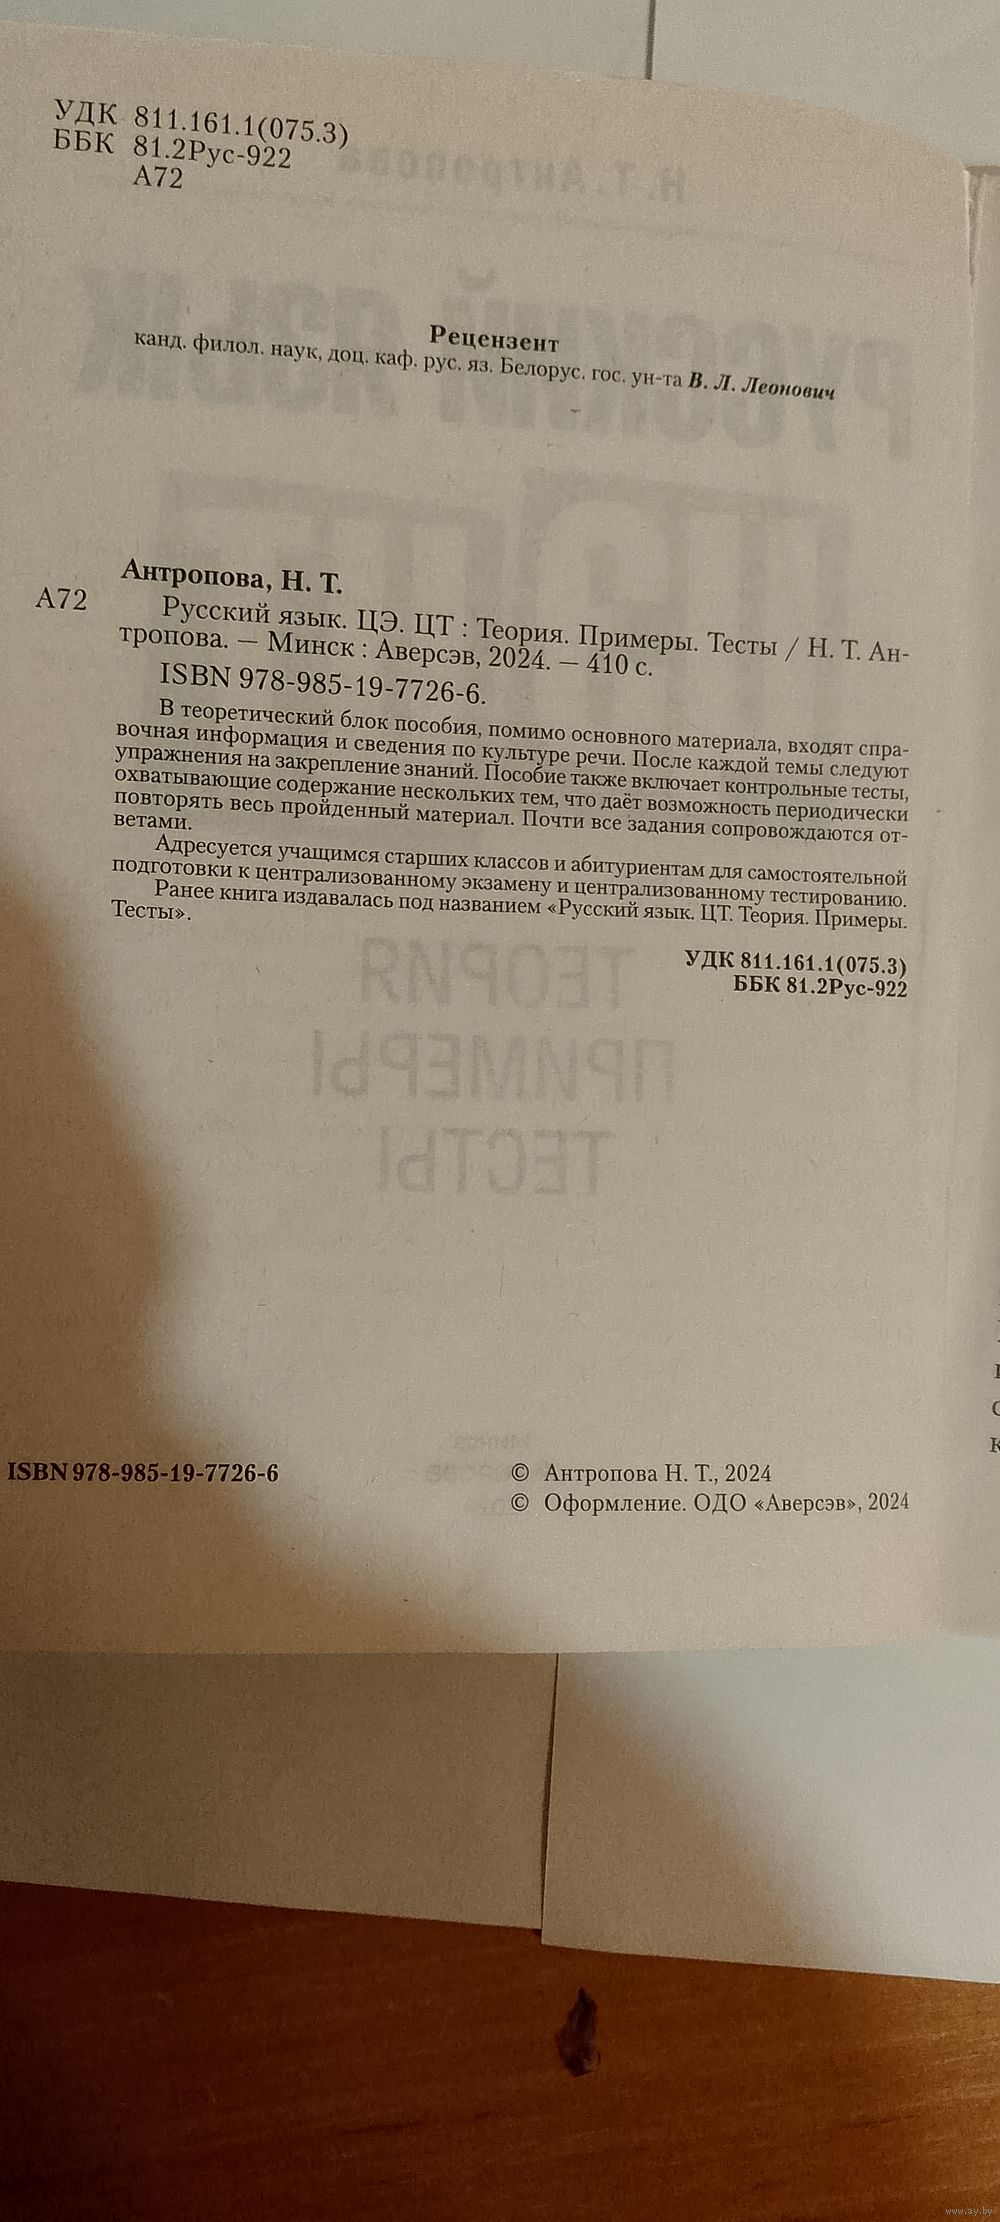 УДК 811.161.1(075.3)
ББК 81.2Рус-922
А72
Рецензент
канд. филол. наук, доц. каф. рус. яз. Белорус. гос. ун-та В. Л. Леонович
Антропова, Н. Т.
А72 Русский язык. ЦЭ. ЦТ : Теория. Примеры. Тесты / Н. Т. Ан-
тропова. — Минск : Аверсэв, 2024. — 410 с.
ISBN 978-985-19-7726-6.
В теоретический блок пособия, помимо основного материала, входят спра-
вочная информация и сведения по культуре речи. После каждой темы следуют
упражнения на закрепление знаний. Пособие также включает контрольные тесты,
охватывающие содержание нескольких тем, что даёт возможность периодически
повторять весь пройденный материал. Почти все задания сопровождаются от-
ветами.
Адресуется учащимся старших классов и абитуриентам для самостоятельной
подготовки к централизованному экзамену и централизованному тестированию.
Ранее книга издавалась под названием «Русский язык. ЦТ. Теория. Примеры.
Тесты».
УДК 811.161.1(075.3)
ББК 81.2Рус-922
ТЕОРИЯ
ПРИМЕРЫ
ТЕСТЫ
ISBN 978-985-19-7726-6
© Антропова Н. Т., 2024
© Оформление. ОДО «Аверсэв», 2024
www.ay.by